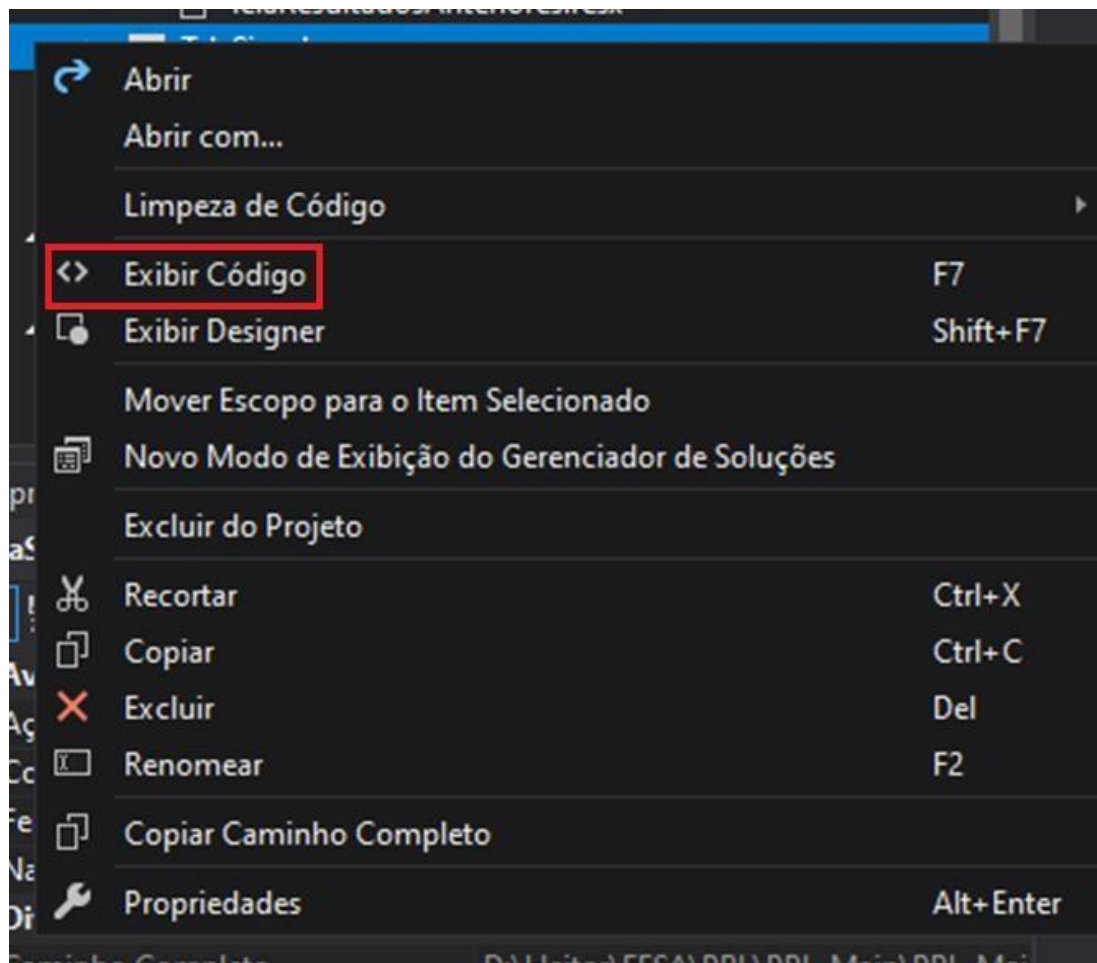 Abrir
Abrir com...
Limpeza de Código
Exibir Código F7
Exibir Designer Shift+F7
Mover Escopo para o Item Selecionado
Novo Modo de Exibição do Gerenciador de Soluções
Excluir do Projeto
Recortar Ctrl+X
Copiar Ctrl+C
Excluir Del
Renomear F2
Copiar Caminho Completo
Propriedades Alt+Enter